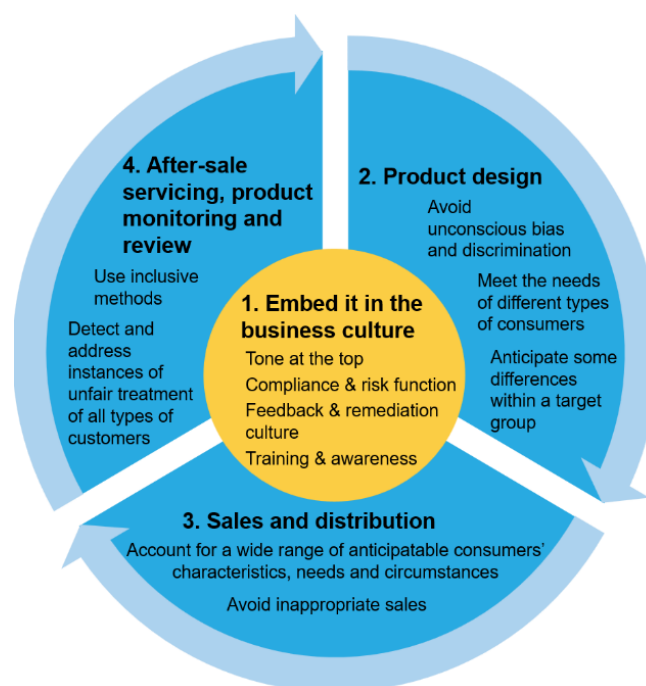 1. Embed it in the
business culture
Tone at the top
Compliance & risk function
Feedback & remediation
culture
Training & awareness
2. Product design
Avoid
unconscious bias
and discrimination
Meet the needs
of different types
of consumers
Anticipate some
differences
within a target
group
3. Sales and distribution
Account for a wide range of anticipatable consumers’
characteristics, needs and circumstances
Avoid inappropriate sales
4. After-sale
servicing, product
monitoring and
review
Use inclusive
methods
Detect and
address
instances of
unfair treatment
of all types of
customers